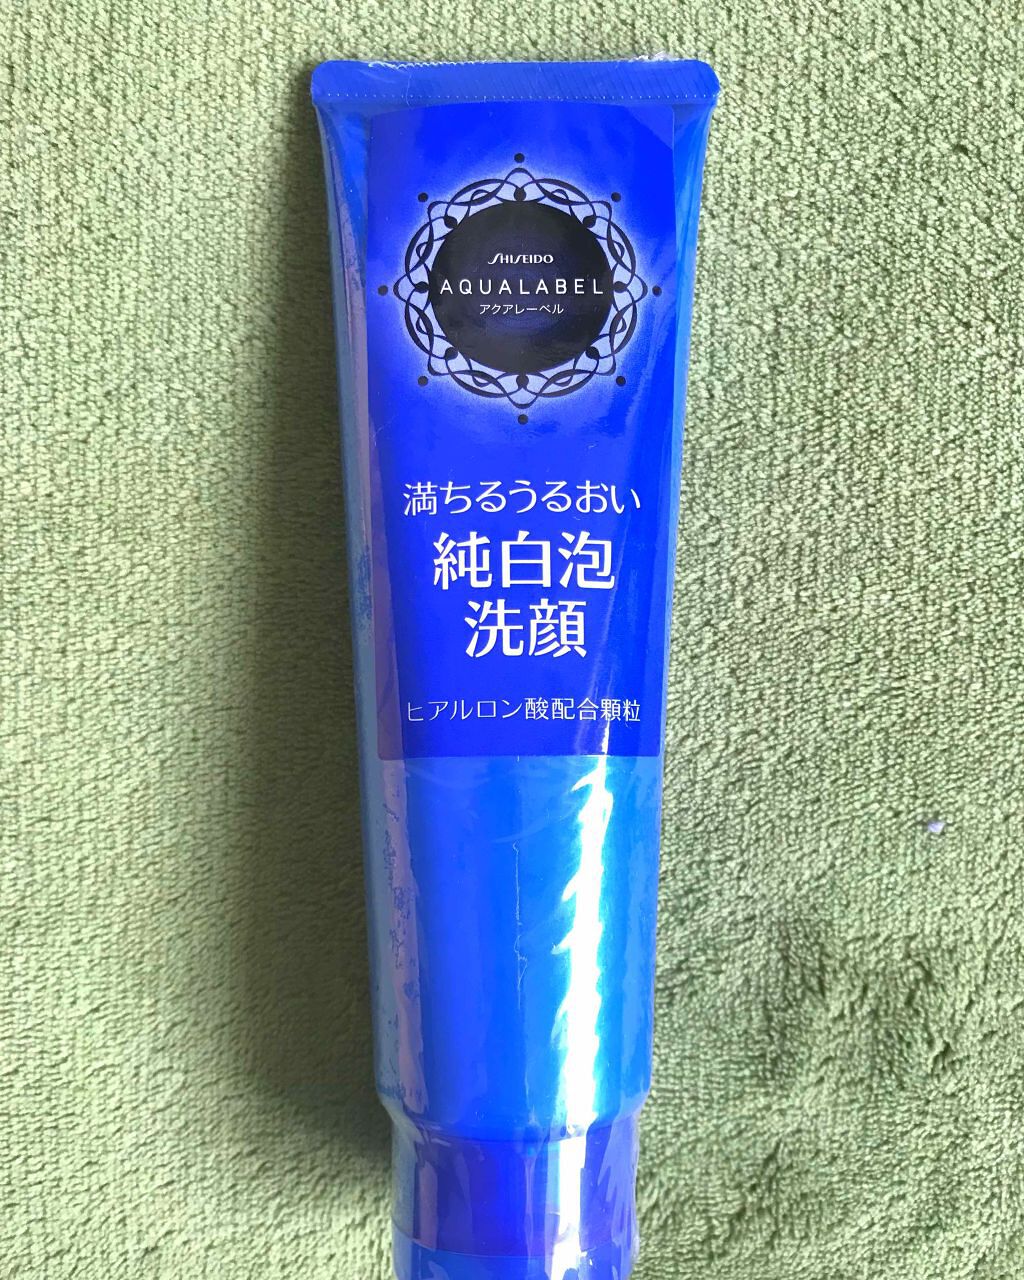 SHISEIDO
AQUALABEL
アクアレーベル
満ちるうるおい
純白泡
洗顔
ヒアルロン酸配合顆粒